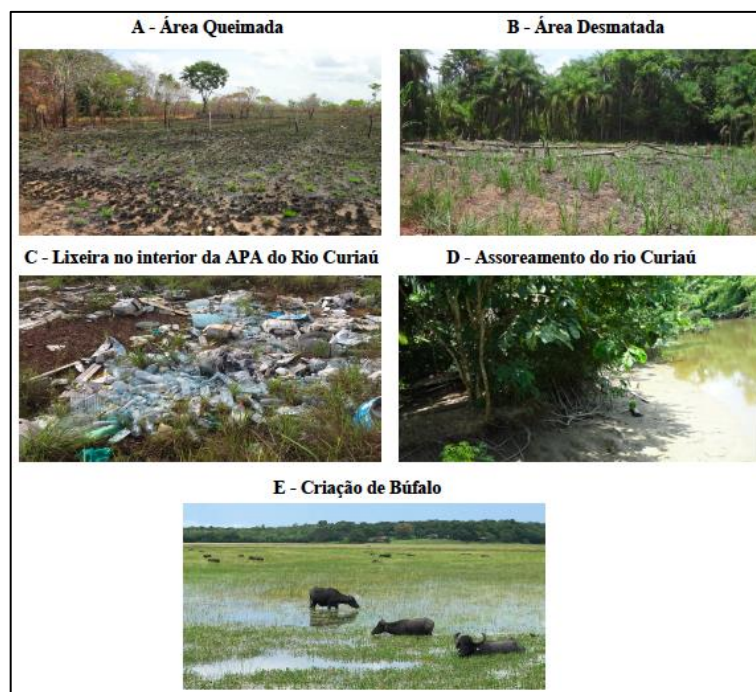 A - Área Queimada
B - Área Desmatada
C - Lixeira no interior da APA do Rio Curiaú
D - Assoreamento do rio Curiaú
E - Criação de Búfalo